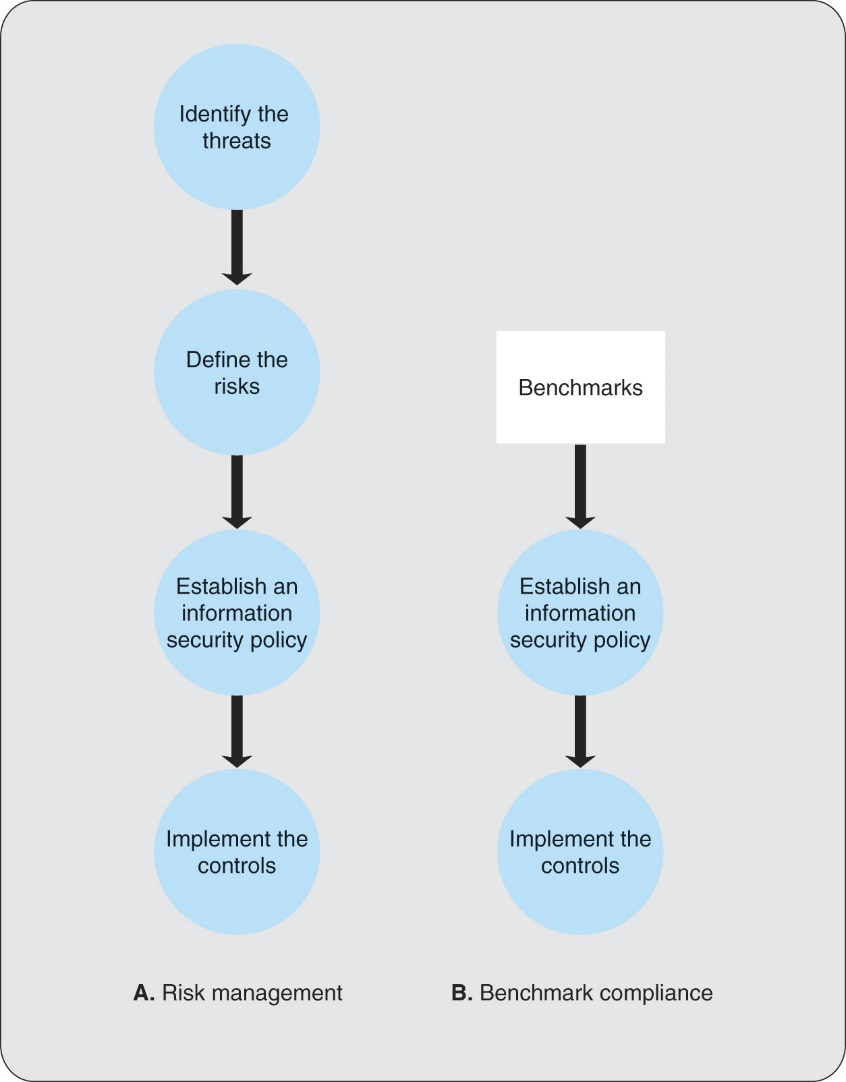 Identify the
threats
Define the
risks
Establish an
information
security policy
Implement the
controls
A. Risk management
Benchmarks
Establish an
information
security policy
Implement the
controls
B. Benchmark compliance